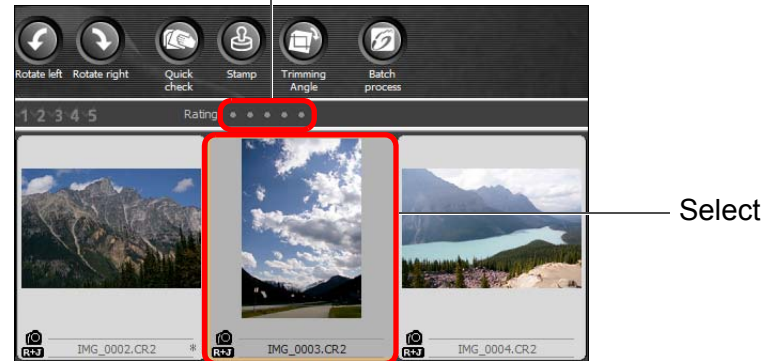 Rotate left Rotate right Quick check Stamp Trimming Angle Batch process
1 2 3 4 5 Rating
Select
R+J IMG_0002.CR2 * R+J IMG_0003.CR2 R+J IMG_0004.CR2